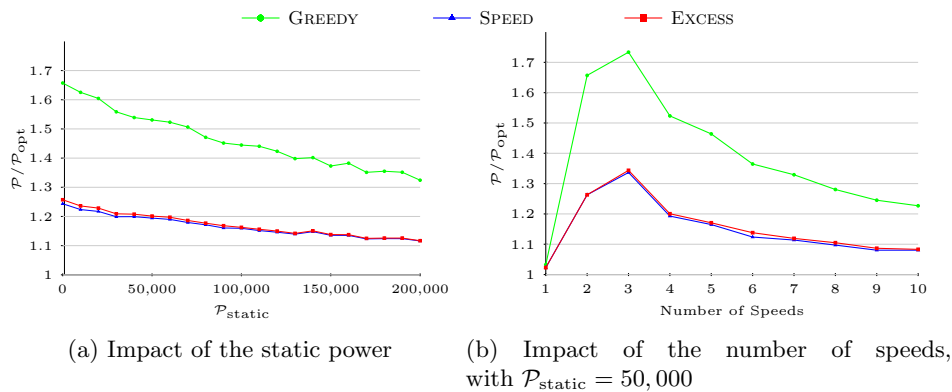 GREEDY SPEED EXCESS
1.7
1.6
1.5
1.4
1.3
1.2
1.1
1
P/P_opt
0 50,000 100,000 150,000 200,000
P_static
(a) Impact of the static power
1.7
1.6
1.5
1.4
1.3
1.2
1.1
1
P/P_opt
1 2 3 4 5 6 7 8 9 10
Number of Speeds
(b) Impact of the number of speeds,
with P_static = 50, 000